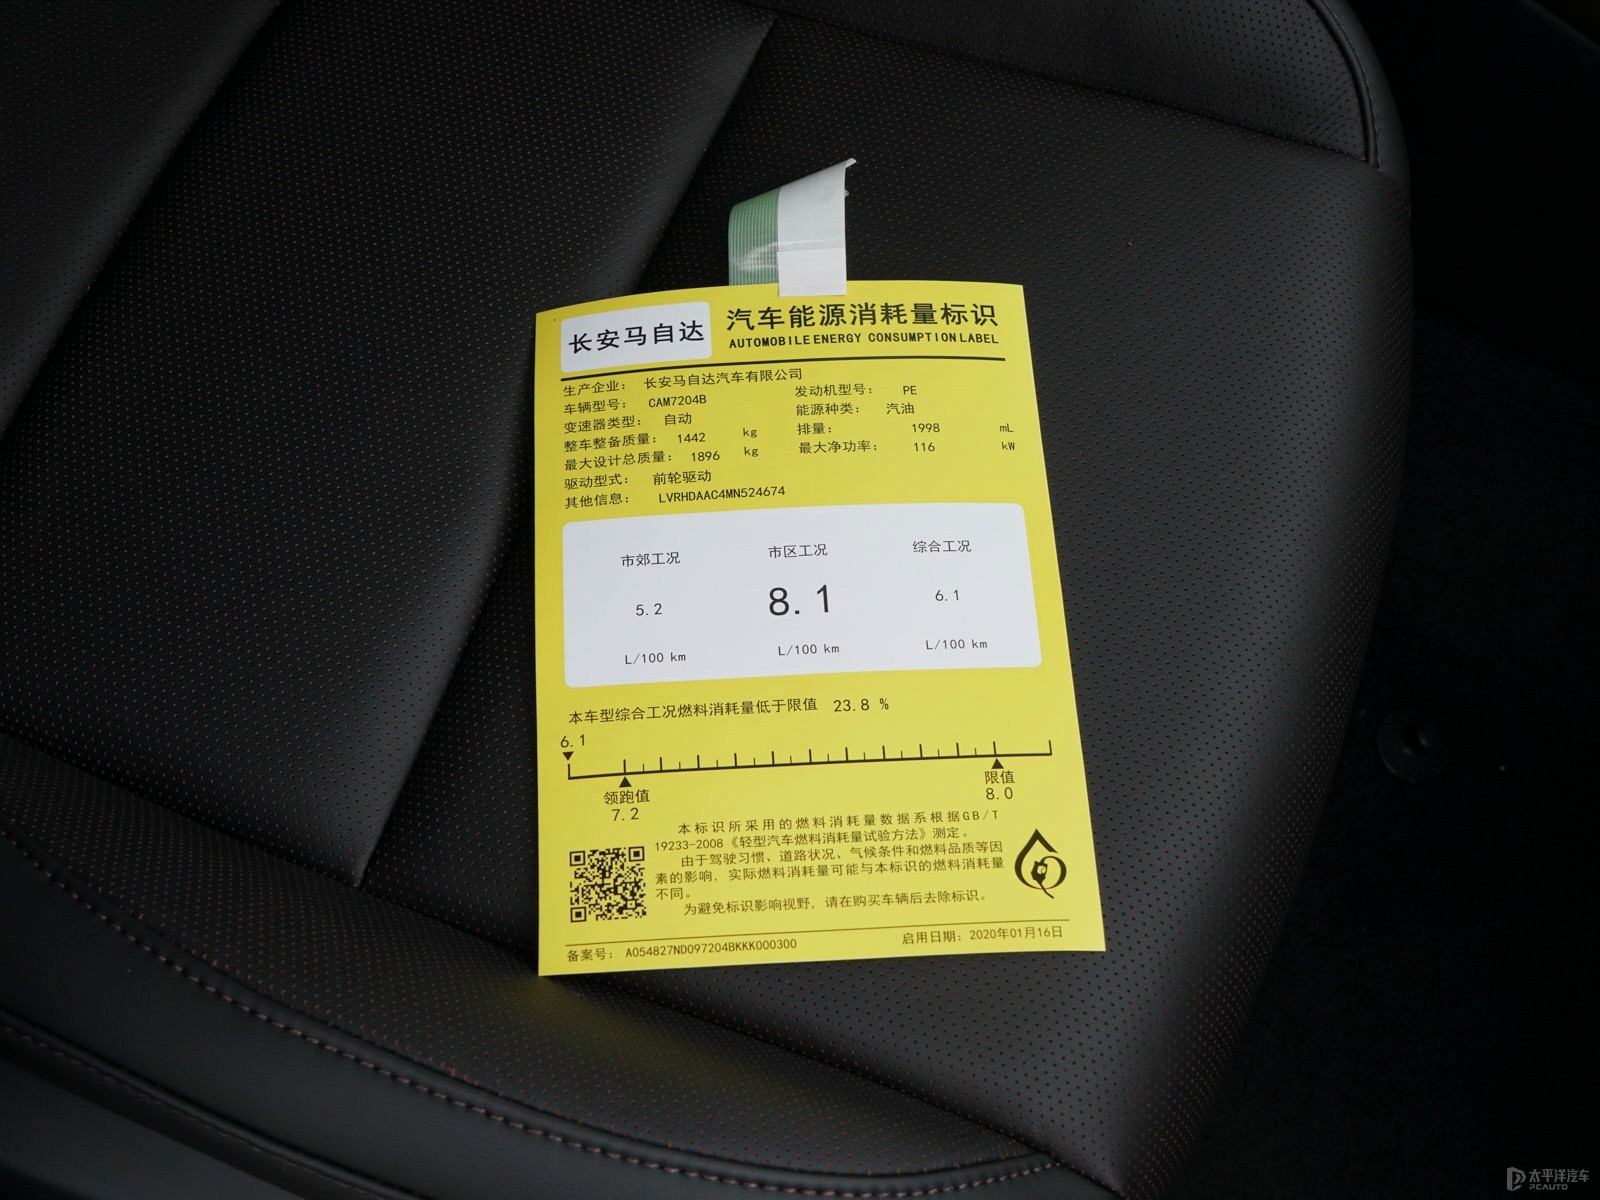 长安马自达
汽车能源消耗量标识
AUTOMOBILE ENERGY CONSUMPTION LABEL
生产企业： 长安马自达汽车有限公司
车辆型号： CAM7204B 发动机型号： PE
变速器类型： 自动 能源种类： 汽油
整车整备质量： 1442 kg 排量： 1998 mL
最大设计总质量： 1896 kg 最大净功率： 116 kW
驱动型式： 前轮驱动
其他信息： LVRHDAAC4MN524674
市郊工况 市区工况 综合工况
5.2 8.1 6.1
L/100 km L/100 km L/100 km
本车型综合工况燃料消耗量低于限值 23.8 %
6.1
领跑值 限值
7.2 8.0
本标识所采用的燃料消耗量数据系根据GB/T
19233-2008《轻型汽车燃料消耗量试验方法》测定。
由于驾驶习惯、道路状况、气候条件和燃料品质等因
素的影响，实际燃料消耗量可能与本标识的燃料消耗量
不同。
为避免标识影响视野，请在购买车辆后去除标识。
备案号： A054827ND097204BKKK000300 启用日期：2020年01月16日
太平洋汽车
PCAUTO